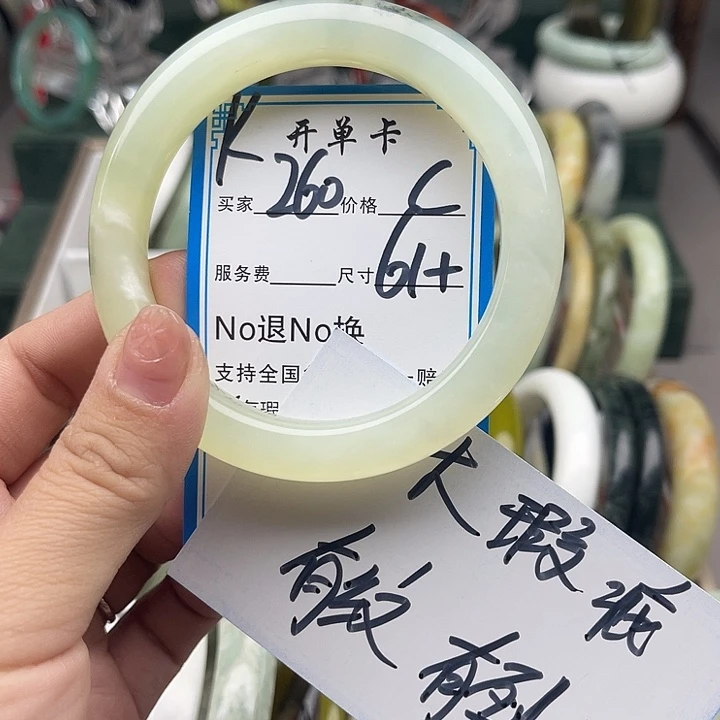 K 开单卡
买家 260 价格 C
服务费 尺寸 61+
No退No换
支持全国
大瑕疵
有纹 有